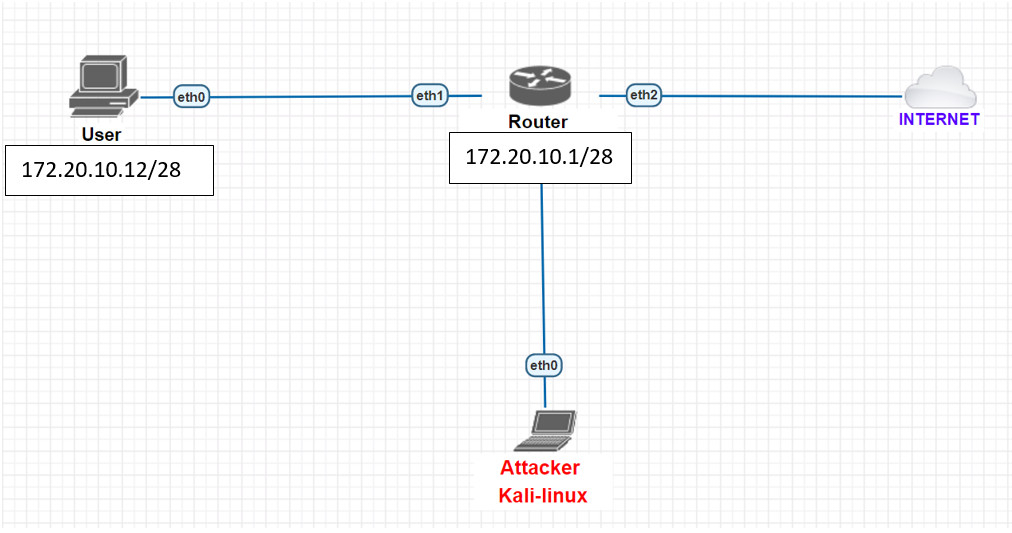 eth0
eth1
eth2
User
Router
INTERNET
172.20.10.12/28
172.20.10.1/28
eth0
Attacker
Kali-linux